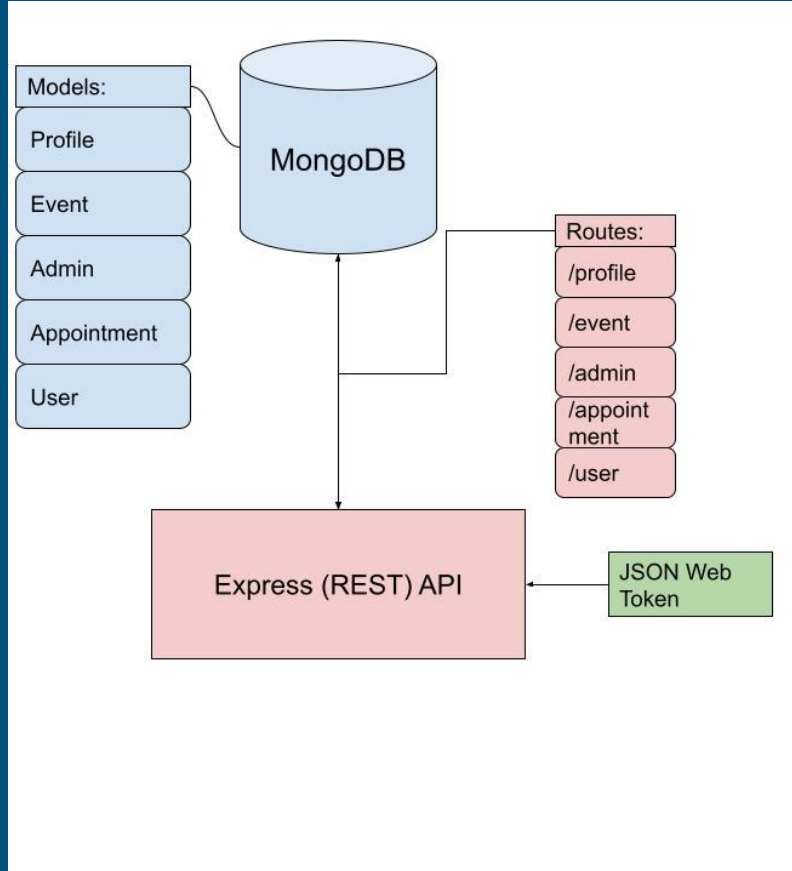 Models:
Profile
Event
Admin
Appointment
User
MongoDB
Routes:
/profile
/event
/admin
/appoint
ment
/user
Express (REST) API
JSON Web
Token